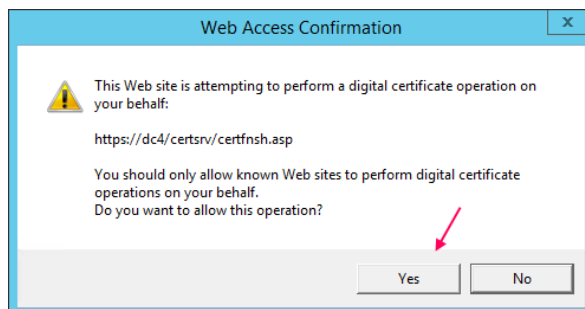 Web Access Confirmation
x
This Web site is attempting to perform a digital certificate operation on
your behalf:
https://dc4/certsrv/certfnsh.asp
You should only allow known Web sites to perform digital certificate
operations on your behalf.
Do you want to allow this operation?
Yes
No